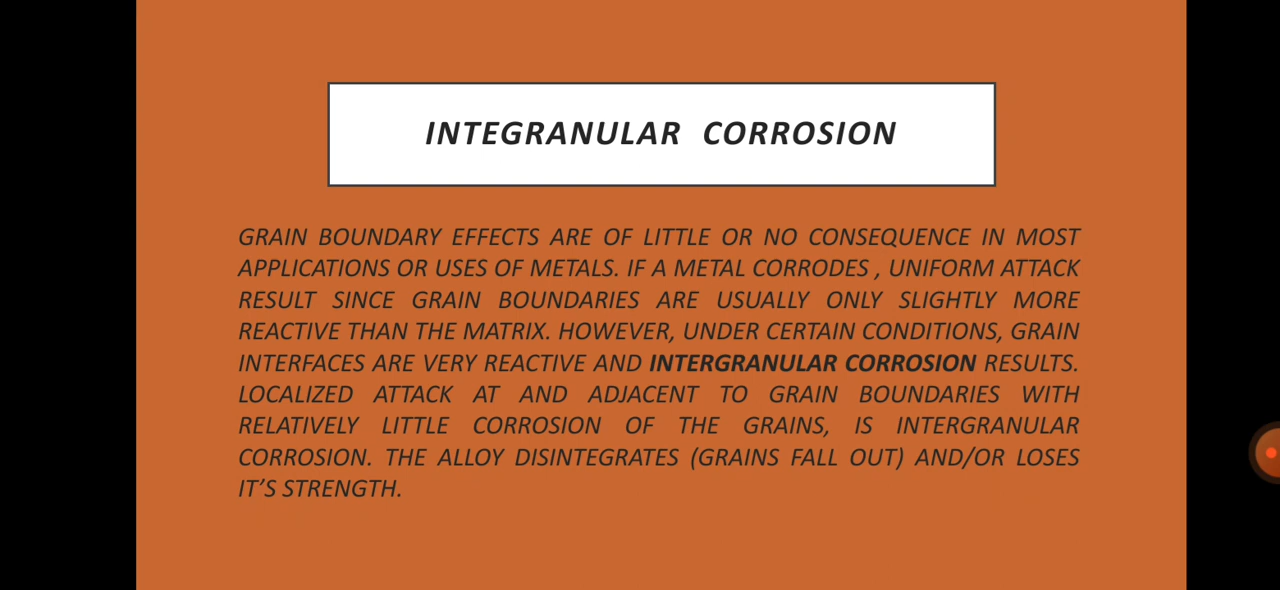 INTEGRANULAR CORROSION
GRAIN BOUNDARY EFFECTS ARE OF LITTLE OR NO CONSEQUENCE IN MOST
APPLICATIONS OR USES OF METALS. IF A METAL CORRODES , UNIFORM ATTACK
RESULT SINCE GRAIN BOUNDARIES ARE USUALLY ONLY SLIGHTLY MORE
REACTIVE THAN THE MATRIX. HOWEVER, UNDER CERTAIN CONDITIONS, GRAIN
INTERFACES ARE VERY REACTIVE AND INTERGRANULAR CORROSION RESULTS.
LOCALIZED ATTACK AT AND ADJACENT TO GRAIN BOUNDARIES WITH
RELATIVELY LITTLE CORROSION OF THE GRAINS, IS INTERGRANULAR
CORROSION. THE ALLOY DISINTEGRATES (GRAINS FALL OUT) AND/OR LOSES
IT’S STRENGTH.